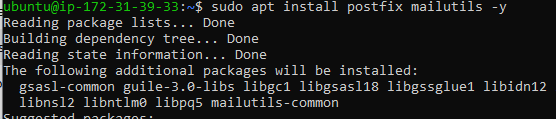 ubuntu@ip-172-31-39-33:~$ sudo apt install postfix mailutils -y
Reading package lists... Done
Building dependency tree... Done
Reading state information... Done
The following additional packages will be installed:
gsasl-common guile-3.0-libs libgc1 libgsasl18 libgssglue1 libidn12
libnsl2 libntlm0 libpq5 mailutils-common
Suggested packages: